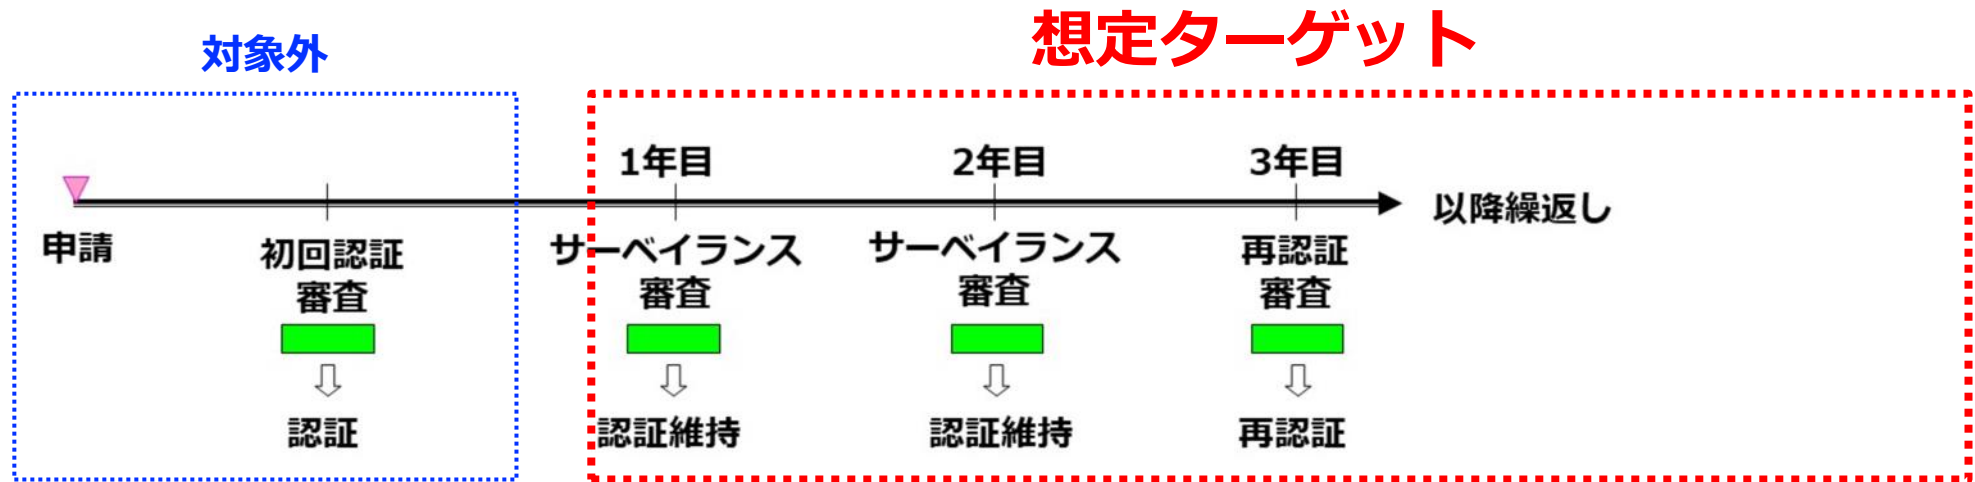 対象外
想定ターゲット
1年目
2年目
3年目
以降繰返し
申請
初回認証
審査
サーベイランス
審査
サーベイランス
審査
再認証
審査
認証
認証維持
認証維持
再認証